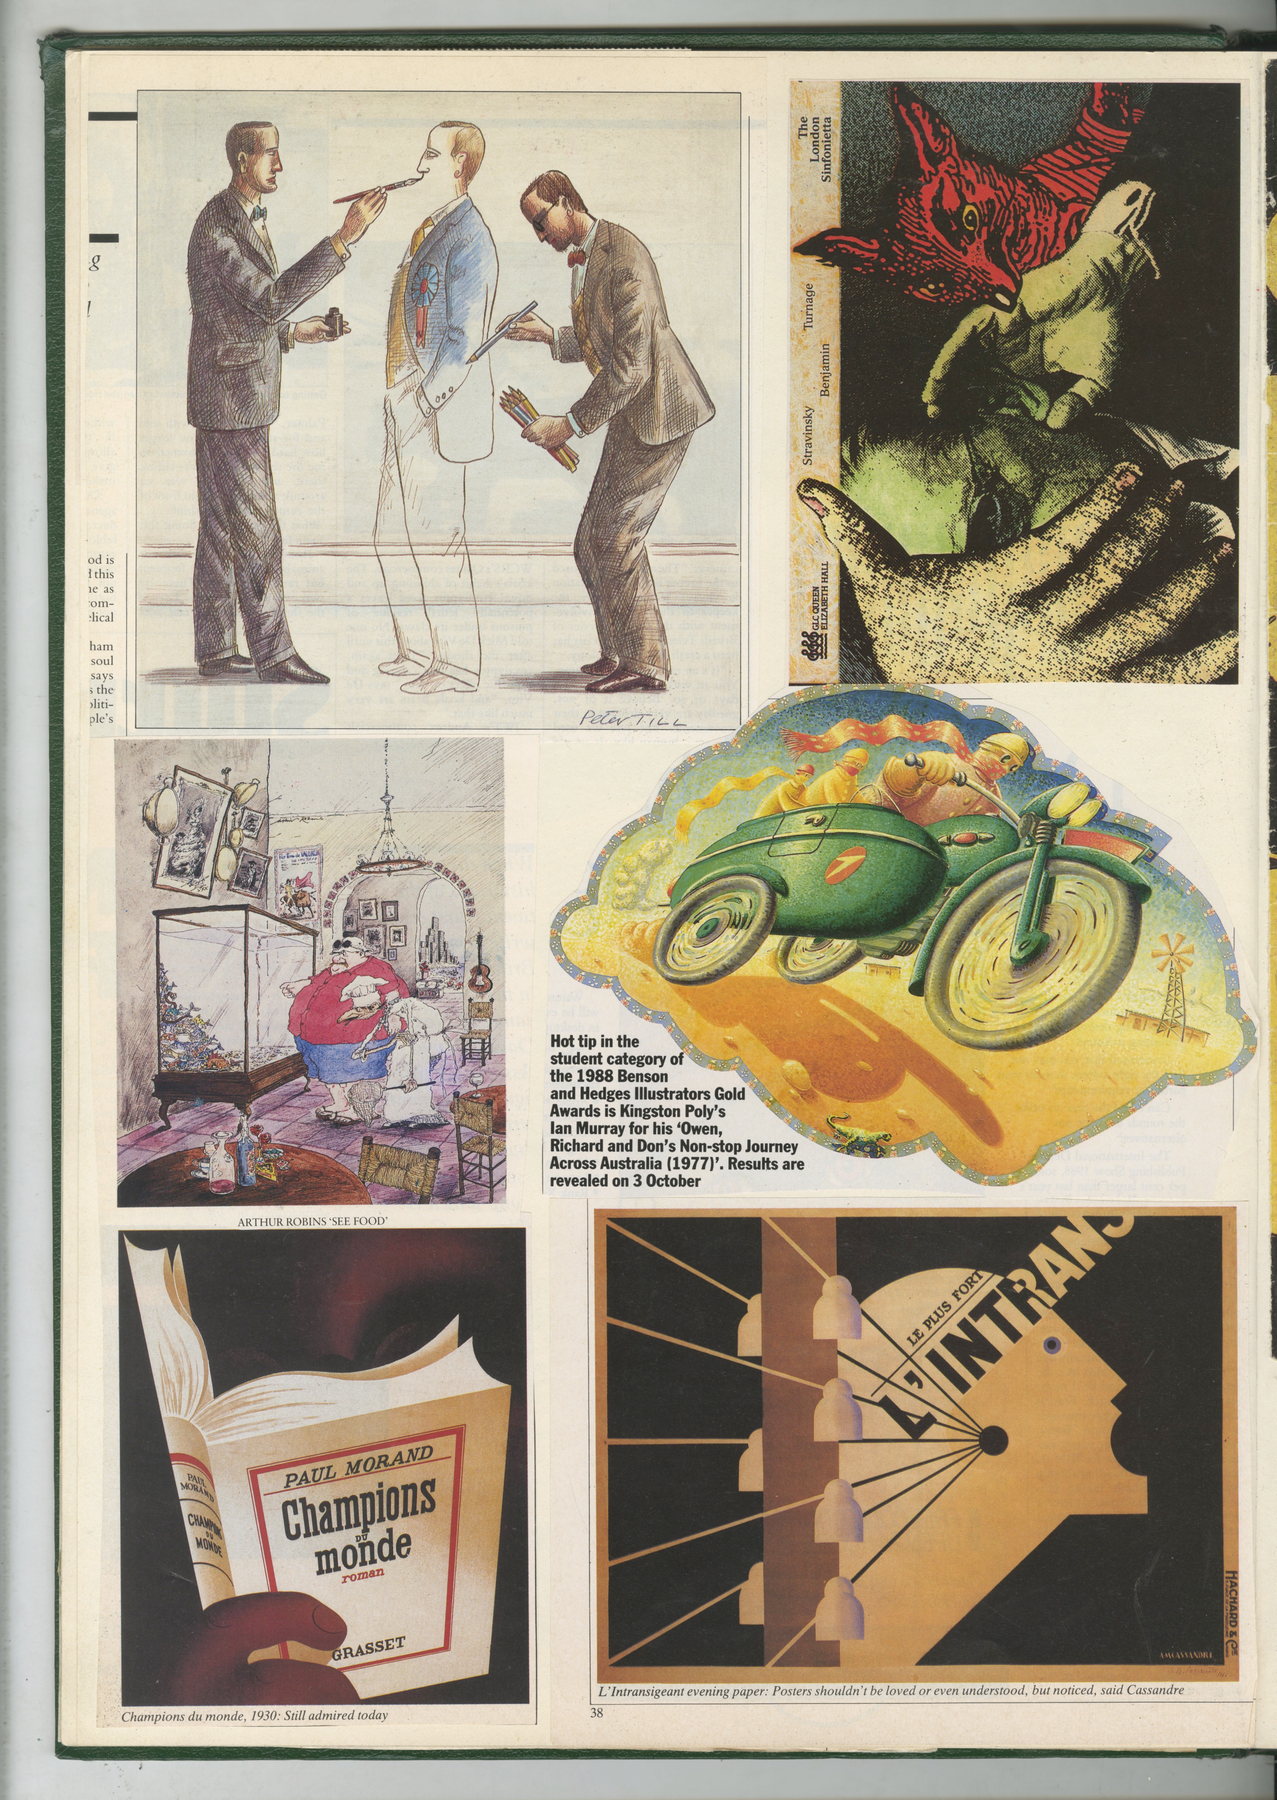 g
od is
d this
ne as
rom-
elical
ham
soul
says
s the
oliti-
ple's
Peter TILL
The
London
Sinfonietta
Stravinsky
Benjamin
Turnage
GLC QUEEN
ELIZABETH HALL
Hot tip in the
student category of
the 1988 Benson
and Hedges Illustrators Gold
Awards is Kingston Poly's
Ian Murray for his 'Owen,
Richard and Don's Non-stop Journey
Across Australia (1977)'. Results are
revealed on 3 October
ARTHUR ROBINS 'SEE FOOD'
PAUL
MORAND
CHAMPIONS
DU
MONDE
PAUL MORAND
Champions
DU
monde
roman
GRASSET
Champions du monde, 1930: Still admired today
LE PLUS FORT
L'INTRANS
HACHARD & Cie
A.M.CASSANDRE
L'Intransigeant evening paper: Posters shouldn't be loved or even understood, but noticed, said Cassandre
38